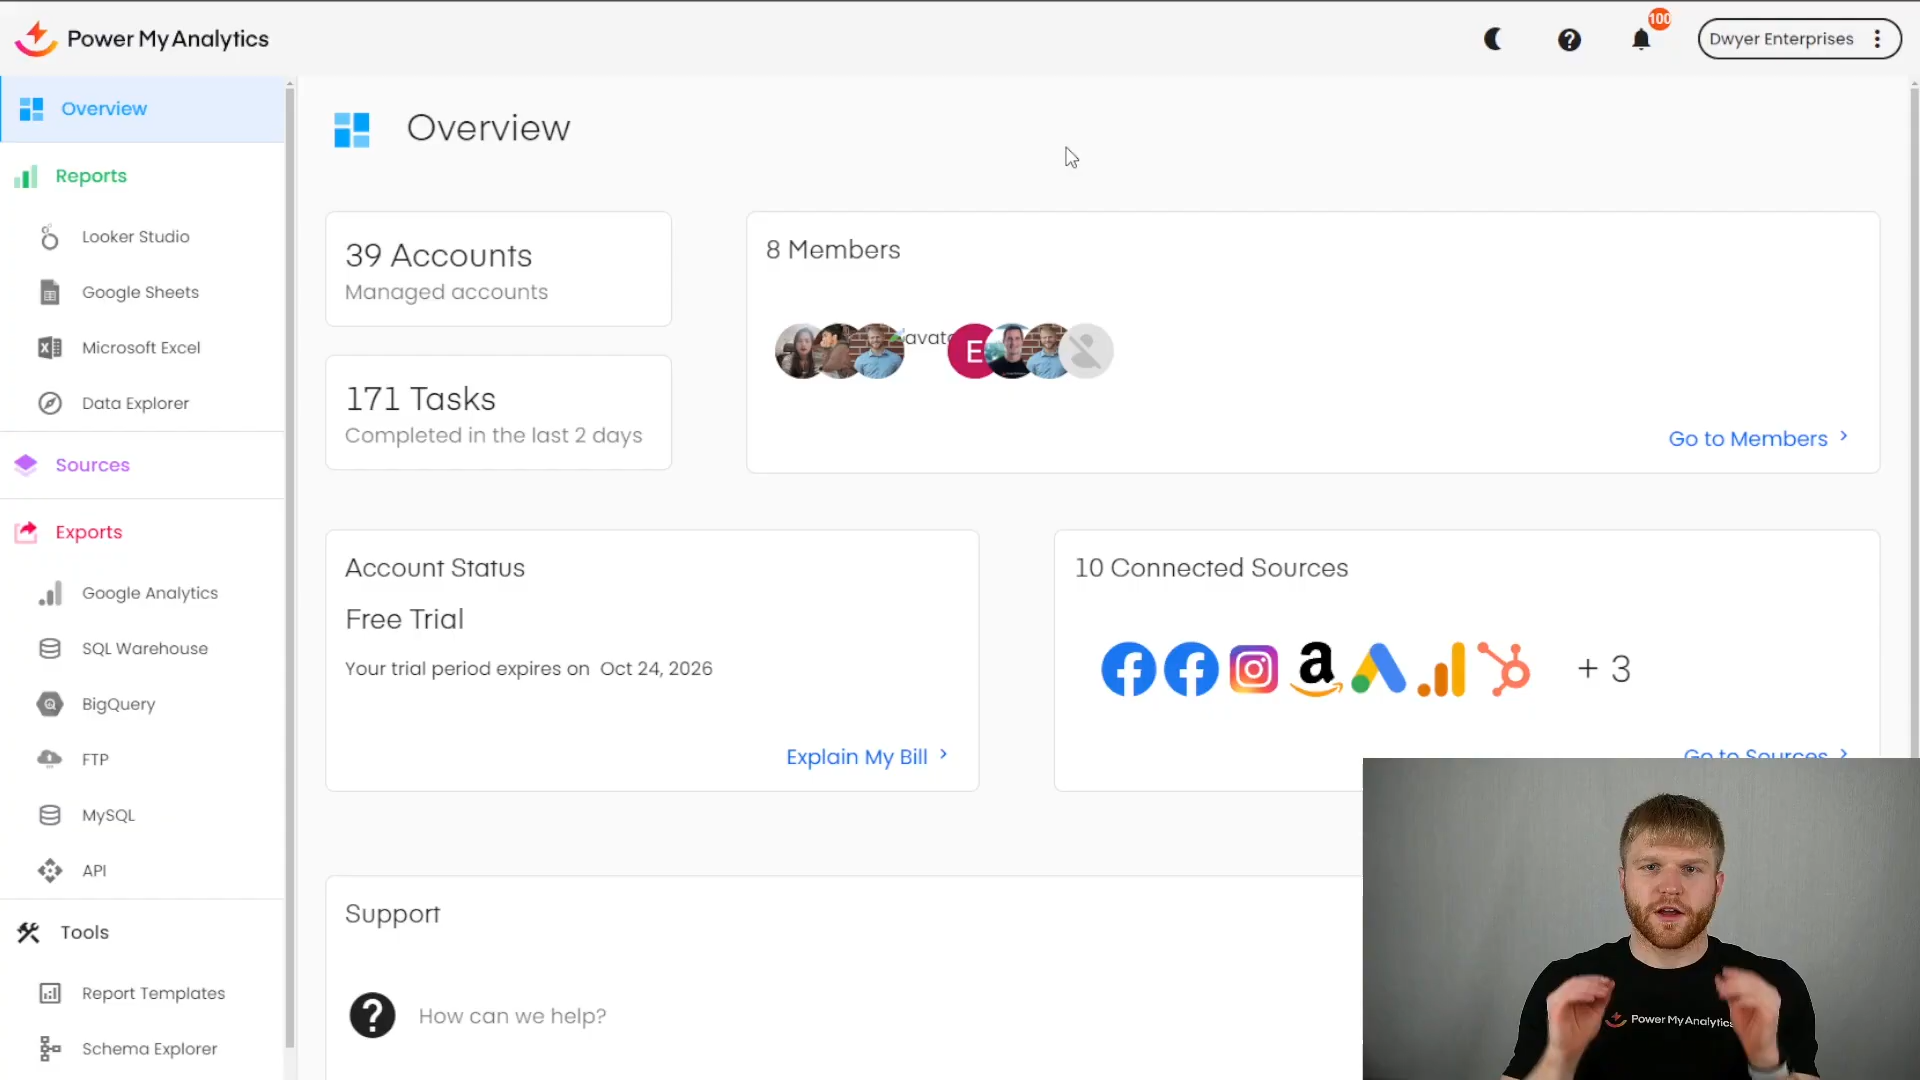 Power My Analytics
100
Dwyer Enterprises
Overview
Reports
Looker Studio
Google Sheets
Microsoft Excel
Data Explorer
Sources
Exports
Google Analytics
SQL Warehouse
BigQuery
FTP
MySQL
API
Tools
Report Templates
Schema Explorer
Overview
39 Accounts
Managed accounts
171 Tasks
Completed in the last 2 days
8 Members
avata
E
Go to Members
Account Status
Free Trial
Your trial period expires on Oct 24, 2026
Explain My Bill
10 Connected Sources
+ 3
Go to Sources
Support
How can we help?
Power My Analytics